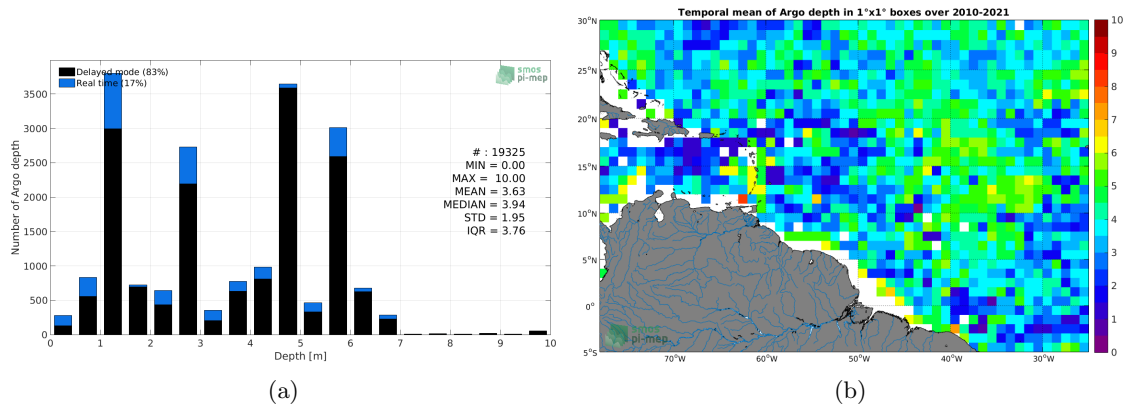 Delayed mode (83%)
Real time (17%)
smos
pi-mep
3500
3000
2500
2000
1500
1000
500
0
Number of Argo depth
# : 19325
MIN = 0.00
MAX = 10.00
MEAN = 3.63
MEDIAN = 3.94
STD = 1.95
IQR = 3.76
0 1 2 3 4 5 6 7 8 9 10
Depth [m]
(a)
Temporal mean of Argo depth in 1°x1° boxes over 2010-2021
30°N
25°N
20°N
15°N
10°N
5°N
0°
5°S
70°W 60°W 50°W 40°W 30°W
smos
pi-mep
10
9
8
7
6
5
4
3
2
1
0
(b)